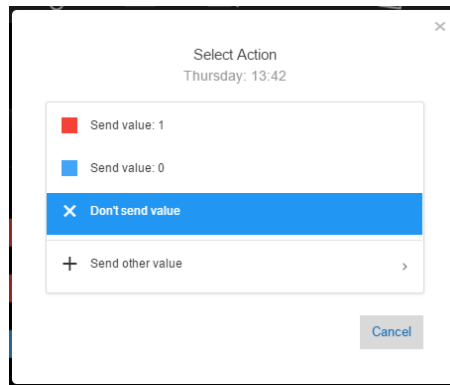 Select Action
Thursday: 13:42
Send value: 1
Send value: 0
Don't send value
Send other value
Cancel